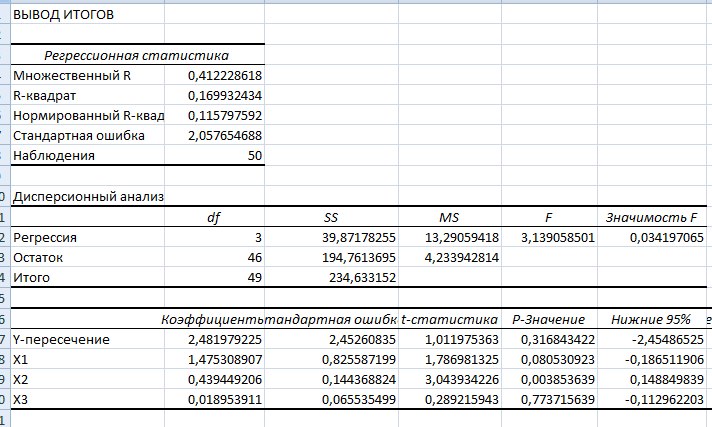 ВЫВОД ИТОГОВ
Регрессионная статистика
Множественный R 0,412228618
R-квадрат 0,169932434
Нормированный R-квад 0,115797592
Стандартная ошибка 2,057654688
Наблюдения 50
Дисперсионный анализ
df SS MS F Значимость F
Регрессия 3 39,87178255 13,29059418 3,139058501 0,034197065
Остаток 46 194,7613695 4,233942814
Итого 49 234,633152
Коэффициенты тандартная ошибк t-статистика P-Значение Нижние 95%
Y-пересечение 2,481979225 2,45260835 1,011975363 0,316843422 -2,45486525
X1 1,475308907 0,825587199 1,786981325 0,080530923 -0,186511906
X2 0,439449206 0,144368824 3,043934226 0,003853639 0,148849839
X3 0,018953911 0,065535499 0,289215943 0,773715639 -0,112962203